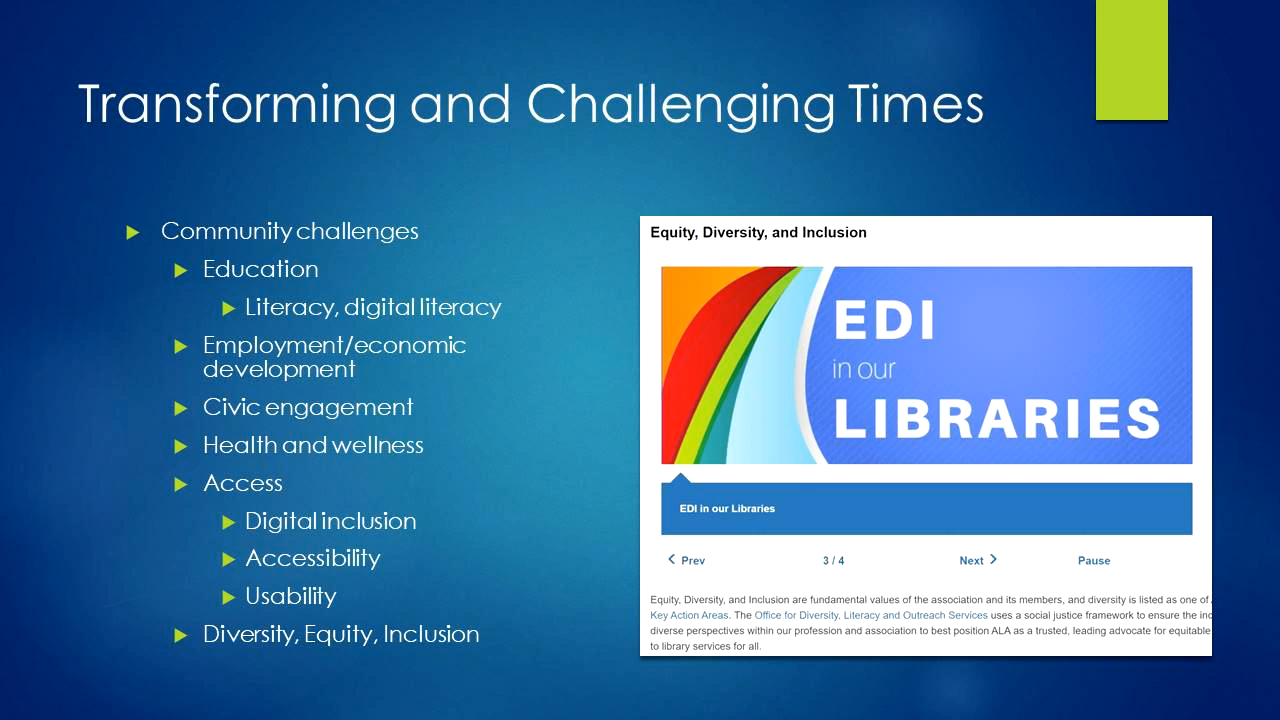 Transforming and Challenging Times
Community challenges
Education
Literacy, digital literacy
Employment/economic
development
Civic engagement
Health and wellness
Access
Digital inclusion
Accessibility
Usability
Diversity, Equity, Inclusion
Equity, Diversity, and Inclusion
EDI
in our
LIBRARIES
EDI in our Libraries
Prev 3 / 4 Next Pause
Equity, Diversity, and Inclusion are fundamental values of the association and its members, and diversity is listed as one of
Key Action Areas. The Office for Diversity, Literacy and Outreach Services uses a social justice framework to ensure the
diverse perspectives within our profession and association to best position ALA as a trusted, leading advocate for equitable
to library services for all.